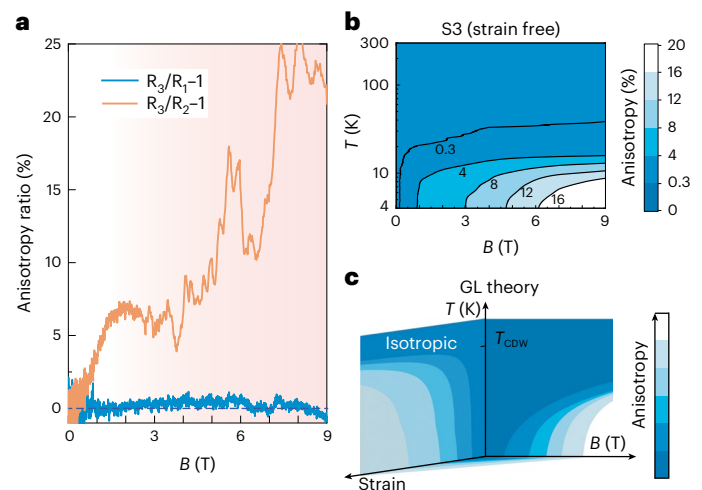 a
25
20
15
10
5
0
Anisotropy ratio (%)
R₃/R₁–1
R₃/R₂–1
0
3
6
9
B (T)
b
S3 (strain free)
300
100
10
4
T (K)
0.3
4
8
12
16
0
3
6
9
B (T)
Anisotropy (%)
20
16
12
8
4
0.3
0
c
GL theory
T (K)
T_CDW
Isotropic
B (T)
Strain
Anisotropy